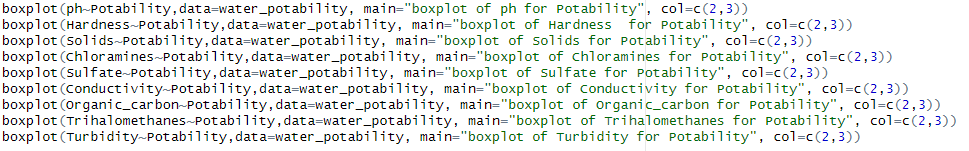 boxplot(ph~Potability,data=water_potability, main="boxplot of ph for Potability", col=c(2,3))
boxplot(Hardness~Potability,data=water_potability, main="boxplot of Hardness  for Potability", col=c(2,3))
boxplot(Solids~Potability,data=water_potability, main="boxplot of Solids for Potability", col=c(2,3))
boxplot(Chloramines~Potability,data=water_potability, main="boxplot of Chloramines for Potability", col=c(2,3))
boxplot(Sulfate~Potability,data=water_potability, main="boxplot of Sulfate for Potability", col=c(2,3))
boxplot(Conductivity~Potability,data=water_potability, main="boxplot of Conductivity for Potability", col=c(2,3))
boxplot(Organic_carbon~Potability,data=water_potability, main="boxplot of Organic_carbon for Potability", col=c(2,3))
boxplot(Trihalomethanes~Potability,data=water_potability, main="boxplot of Trihalomethanes for Potability", col=c(2,3))
boxplot(Turbidity~Potability,data=water_potability, main="boxplot of Turbidity for Potability", col=c(2,3))